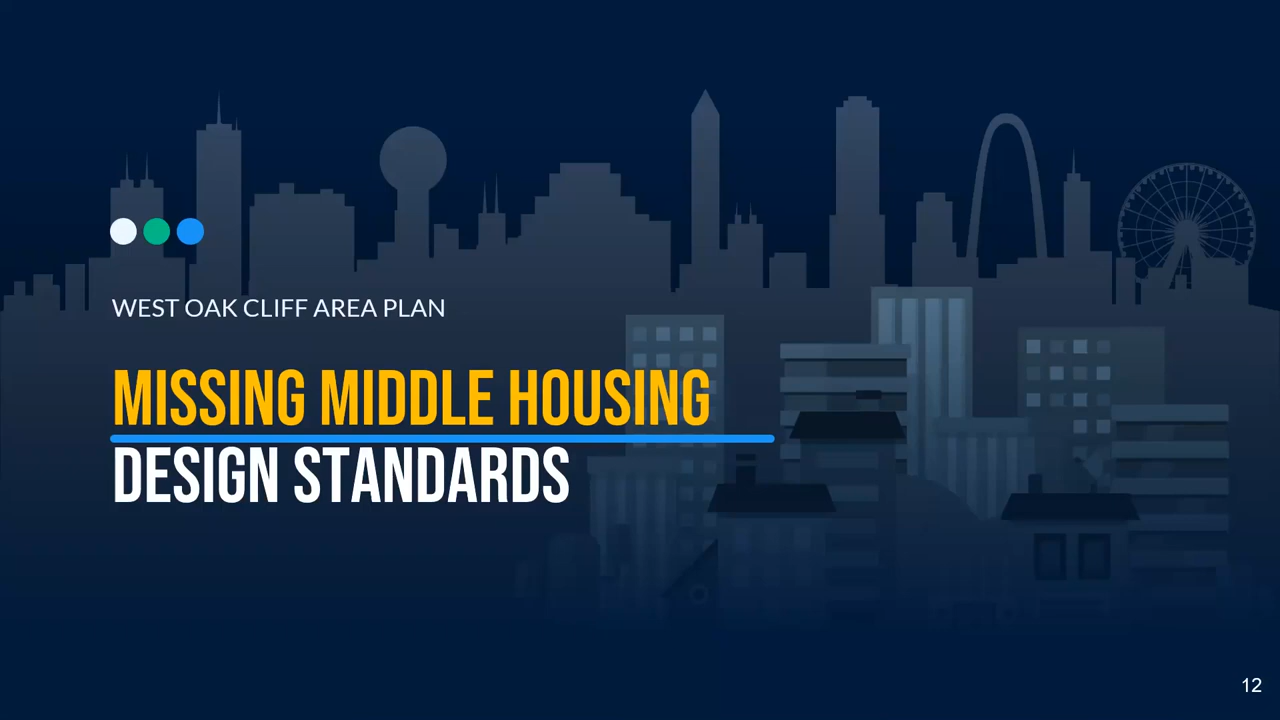 WEST OAK CLIFF AREA PLAN
MISSING MIDDLE HOUSING
DESIGN STANDARDS
12